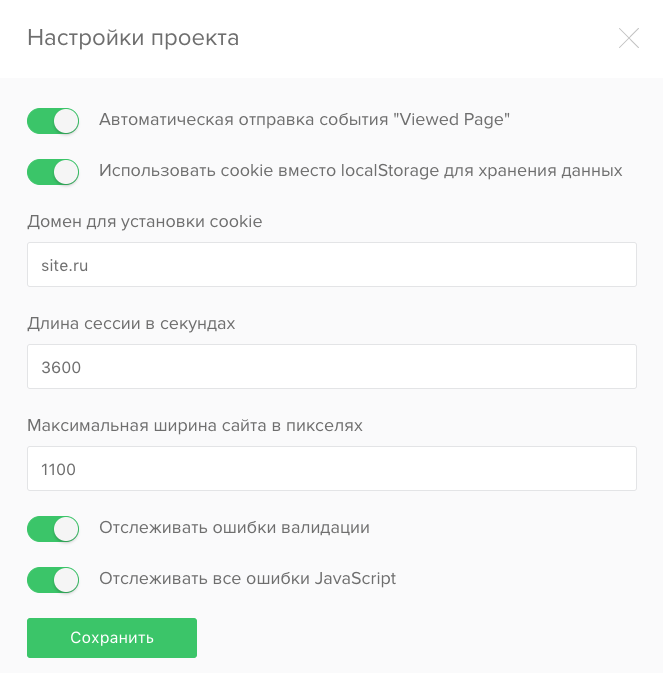 Настройки проекта
Автоматическая отправка события "Viewed Page"
Использовать cookie вместо localStorage для хранения данных
Домен для установки cookie
site.ru
Длина сессии в секундах
3600
Максимальная ширина сайта в пикселях
1100
Отслеживать ошибки валидации
Отслеживать все ошибки JavaScript
Сохранить